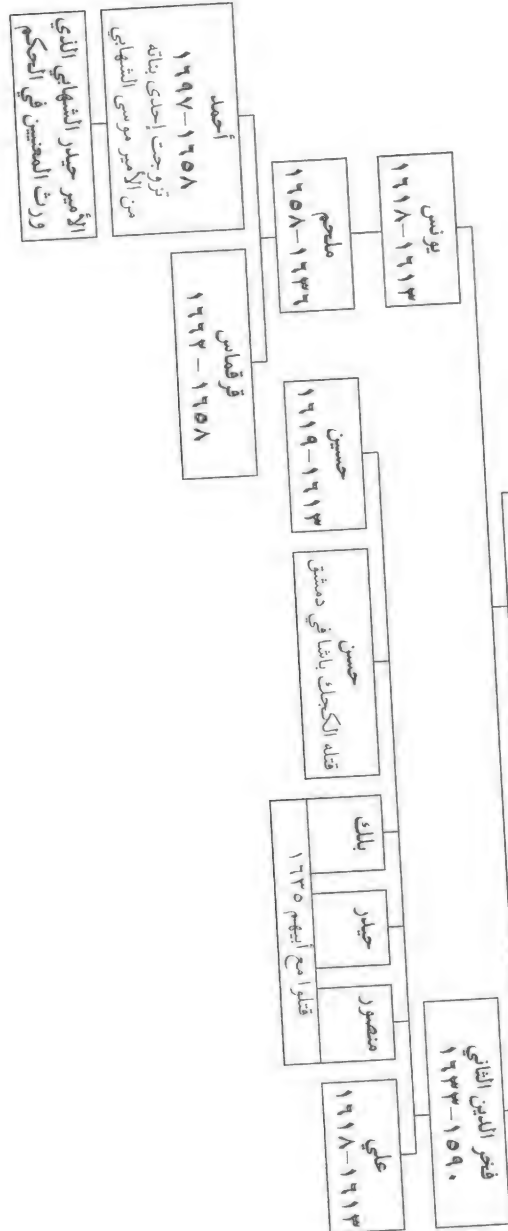 فخر الدين الثاني
١٥٩٠-١٦٣٣
يونس
١٦١٣-١٦١٨
علي
١٦١٣-١٦١٨
منصور
حيدر
بلك
قتلوا مع أبيهم ١٦٣٥
حسن
قتله الكجك باشا في دمشق
حسين
١٦١٣-١٦١٩
ملحم
١٦٣٦-١٦٥٨
قرقماس
١٦٥٨ - ١٦٦٢
أحمد
١٦٥٨-١٦٩٧
تزوجت إحدى بناته
من الأمير موسى الشهابي
الأمير حيدر الشهابي الذي
ورث المعنيين في الحكم